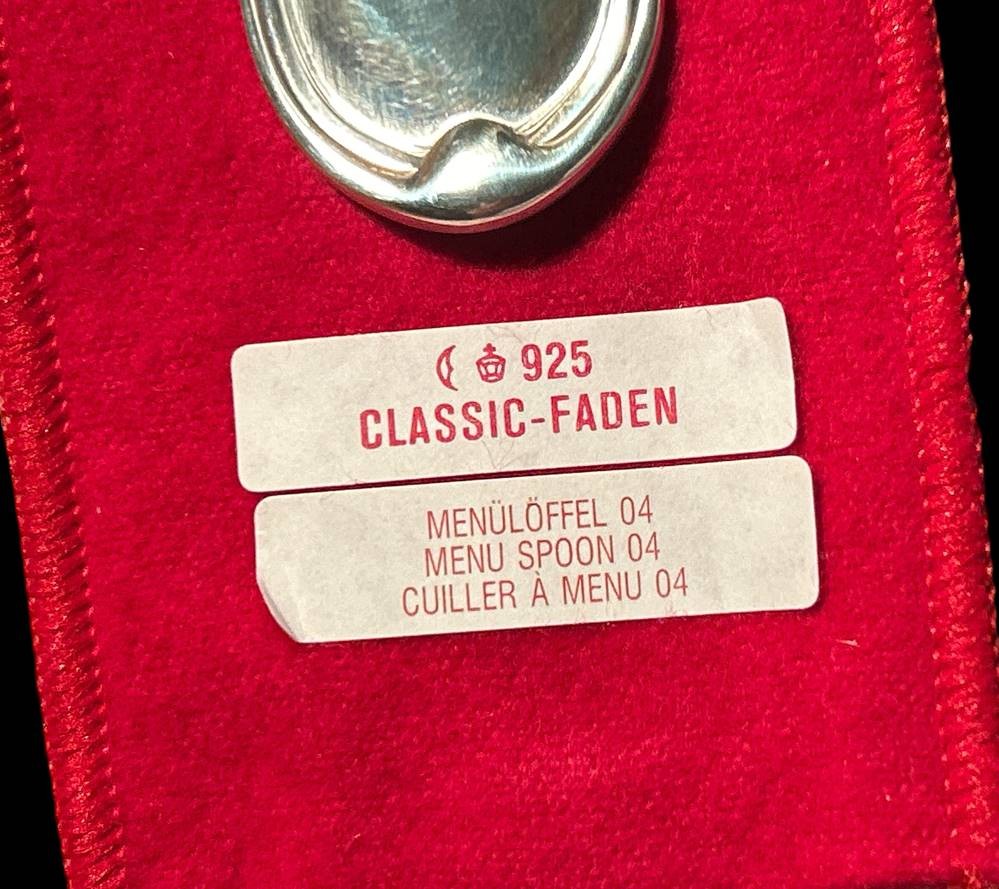 925
CLASSIC-FADEN
MENÜLÖFFEL 04
MENU SPOON 04
CUILLER À MENU 04